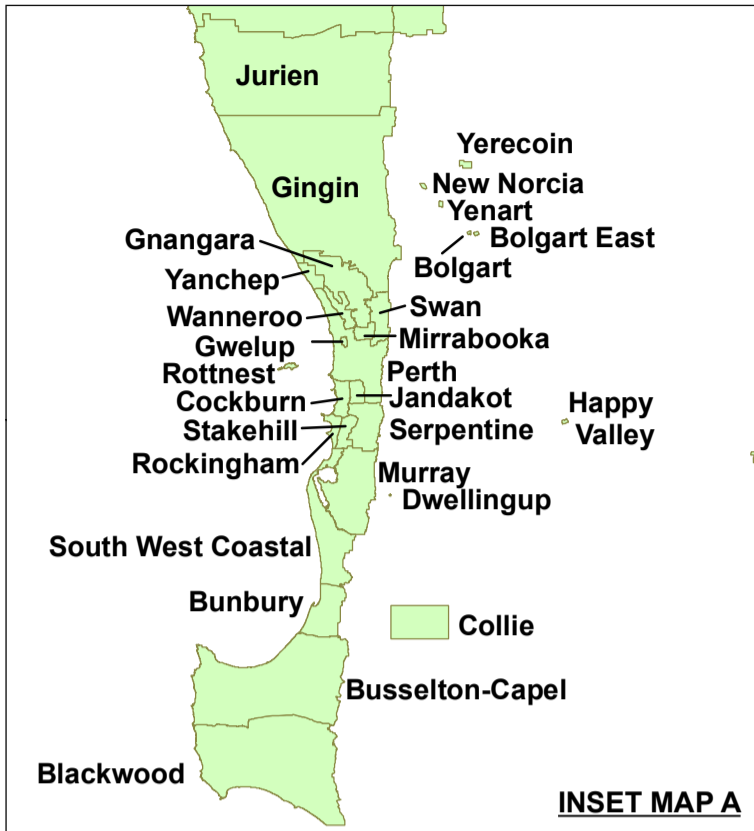 Jurien
Yerecoin
Gingin
New Norcia
Yenart
Gnangara
Bolgart East
Bolgart
Yanchep
Swan
Wanneroo
Mirrabooka
Gwelup
Rottnest
Perth
Cockburn
Jandakot
Happy
Valley
Stakehill
Serpentine
Rockingham
Murray
Dwellingup
South West Coastal
Bunbury
Collie
Busselton-Capel
Blackwood
INSET MAP A